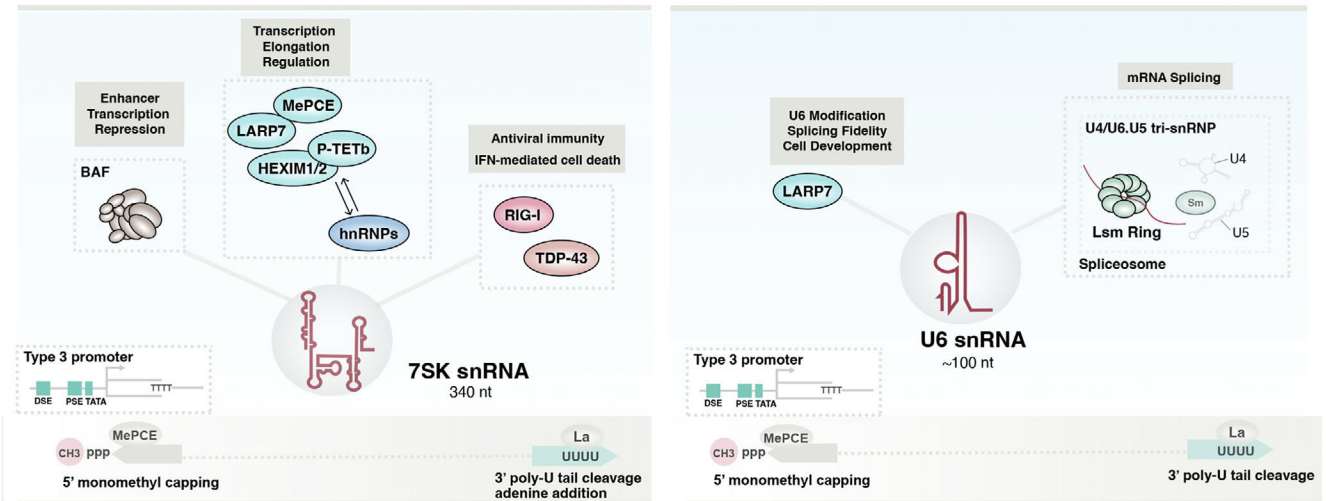 Transcription
Elongation
Regulation
Enhancer
Transcription
Repression
BAF
MePCE
LARP7
P-TETb
HEXIM1/2
hnRNPs
Antiviral immunity
IFN-mediated cell death
RIG-I
TDP-43
7SK snRNA
340 nt
Type 3 promoter
TTTT
DSE
PSE TATA
CH3 ppp
MePCE
La
UUUU
5' monomethyl capping
3' poly-U tail cleavage
adenine addition
U6 Modification
Splicing Fidelity
Cell Development
LARP7
mRNA Splicing
U4/U6.U5 tri-snRNP
U4
Sm
U5
Lsm Ring
Spliceosome
U6 snRNA
~100 nt
Type 3 promoter
TTTT
DSE
PSE TATA
CH3 ppp
MePCE
La
UUUU
5' monomethyl capping
3' poly-U tail cleavage